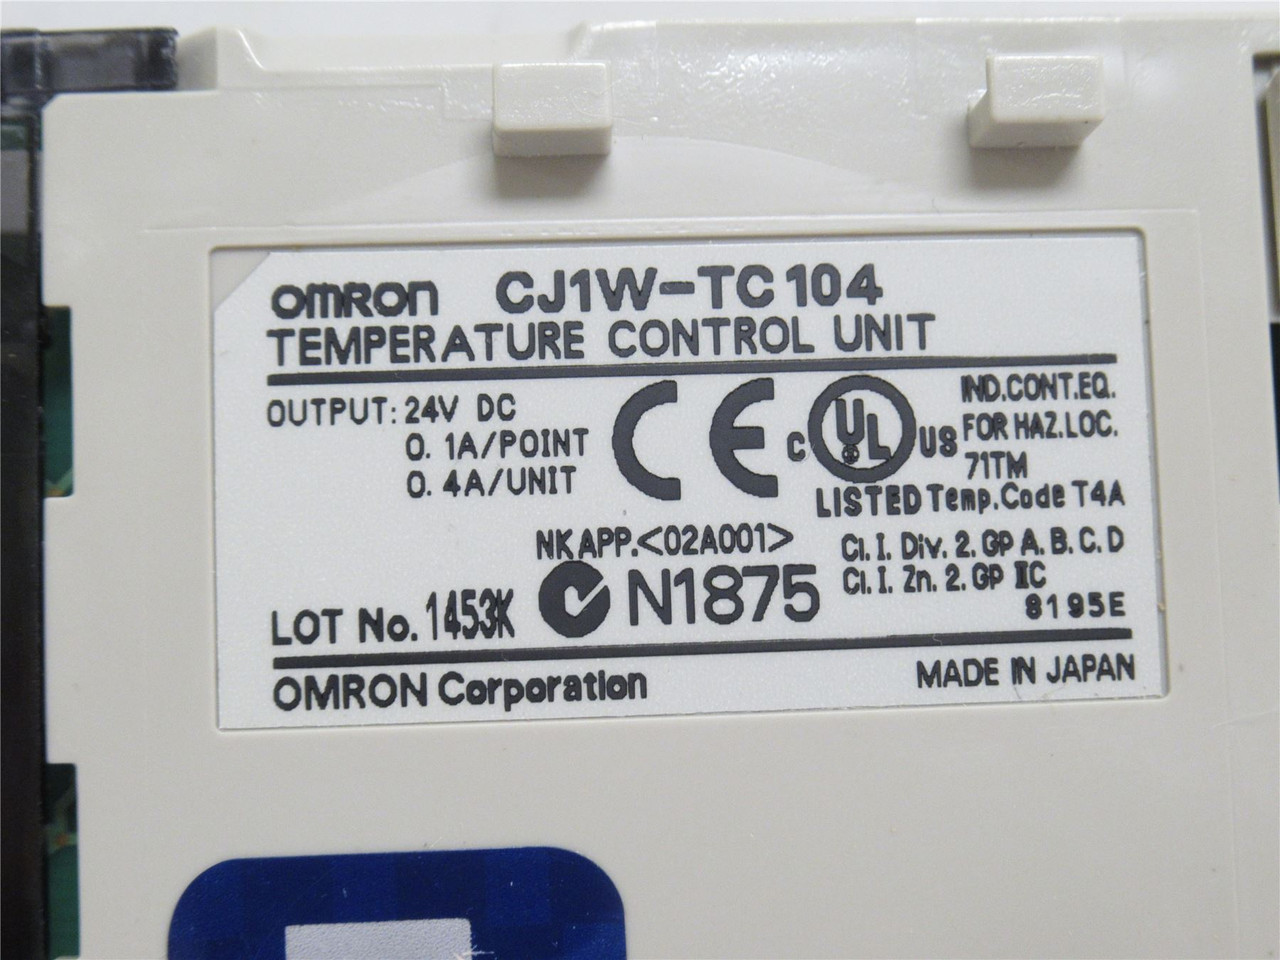 OMRON CJ1W-TC104
TEMPERATURE CONTROL UNIT
OUTPUT: 24V DC
0.1A/POINT
0.4A/UNIT
CE
C UL US
IND.CONT.EQ.
FOR HAZ.LOC.
71TM
LISTED Temp.Code T4A
NKAPP.<02A001>
Cl. I. Div. 2. GP A. B. C. D
Cl. I. Zn. 2. GP IIC
LOT No. 1453K
N1875
8195E
OMRON Corporation
MADE IN JAPAN